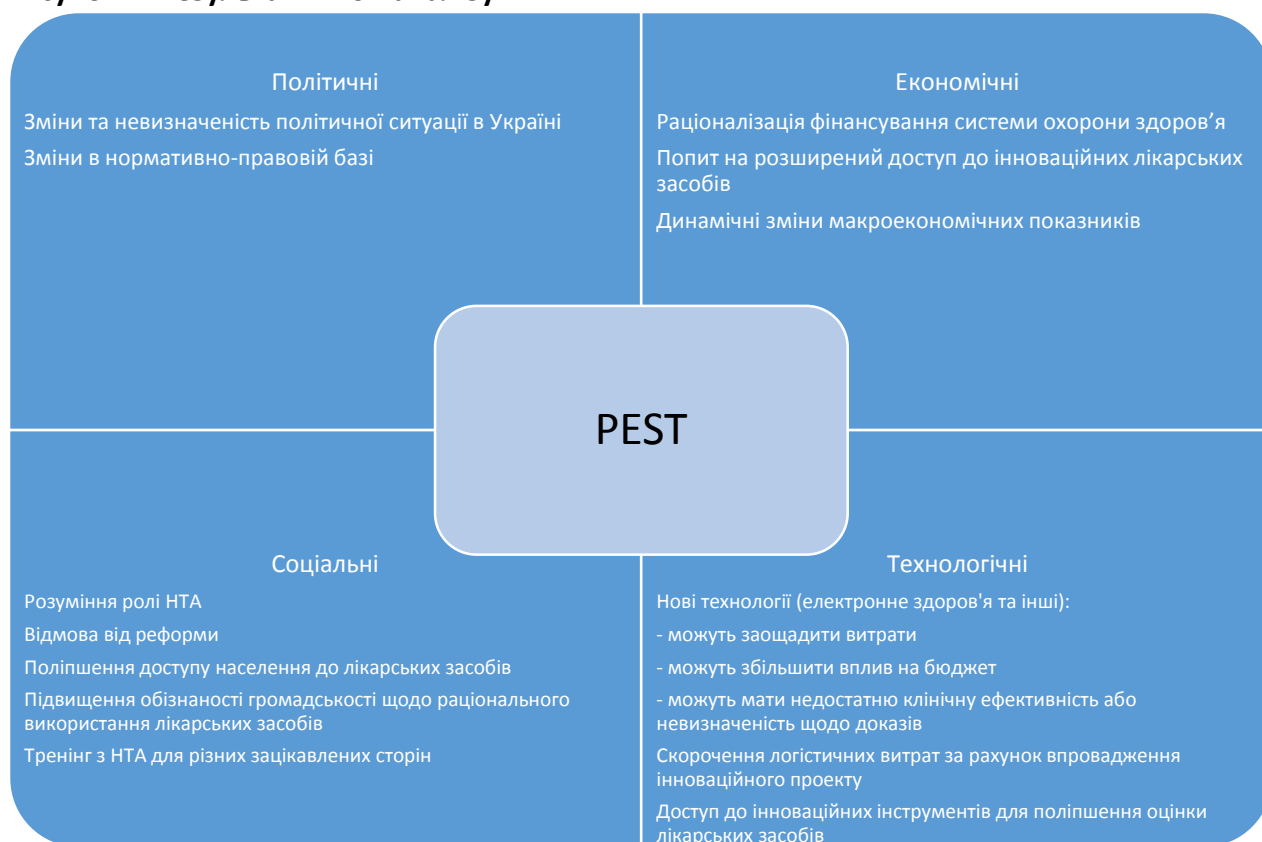 Політичні
Зміни та невизначеність політичної ситуації в Україні
Зміни в нормативно-правовій базі
Економічні
Раціоналізація фінансування системи охорони здоров’я
Попит на розширений доступ до інноваційних лікарських
засобів
Динамічні зміни макроекономічних показників
PEST
Соціальні
Розуміння ролі НТА
Відмова від реформи
Поліпшення доступу населення до лікарських засобів
Підвищення обізнаності громадськості щодо раціонального
використання лікарських засобів
Тренінг з НТА для різних зацікавлених сторін
Технологічні
Нові технології (електронне здоров'я та інші):
- можуть заощадити витрати
- можуть збільшити вплив на бюджет
- можуть мати недостатню клінічну ефективність або
невизначеність щодо доказів
Скорочення логістичних витрат за рахунок впровадження
інноваційного проекту
Доступ до інноваційних інструментів для поліпшення оцінки
лікарських засобів